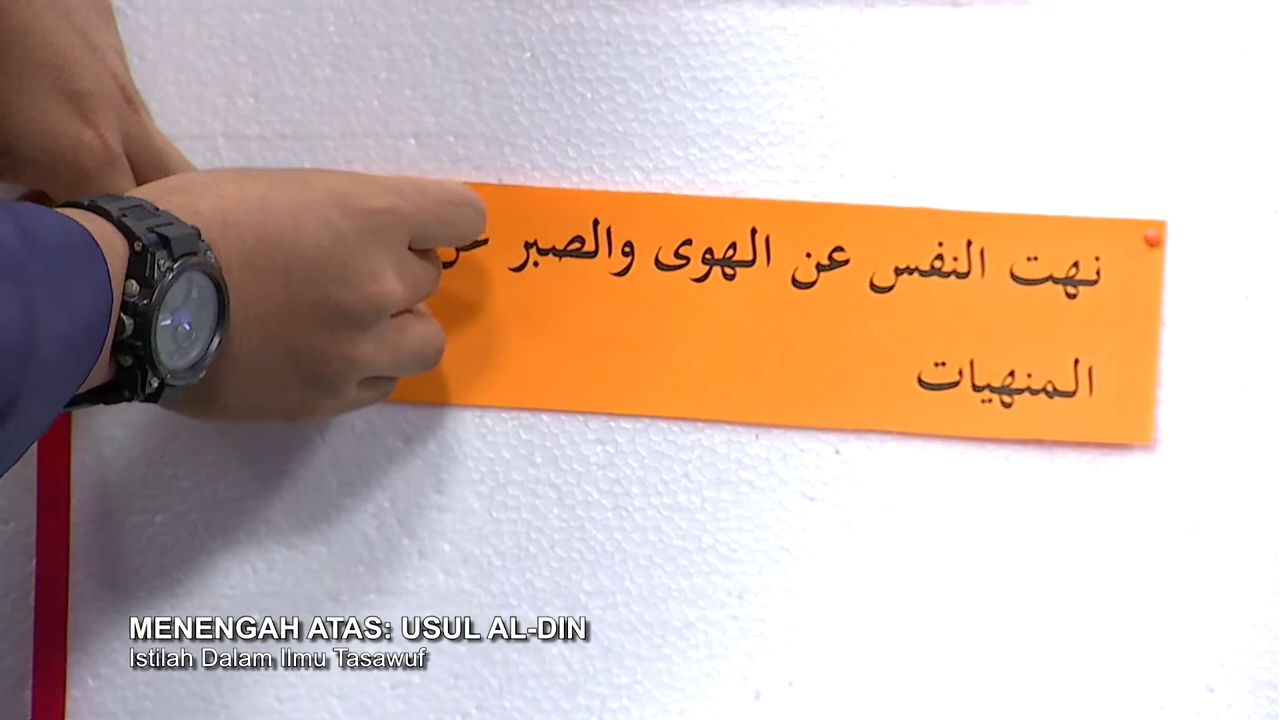 نهت النفس عن الهوى والصبر
المنهيات
MENENGAH ATAS: USUL AL-DIN
Istilah Dalam Ilmu Tasawuf